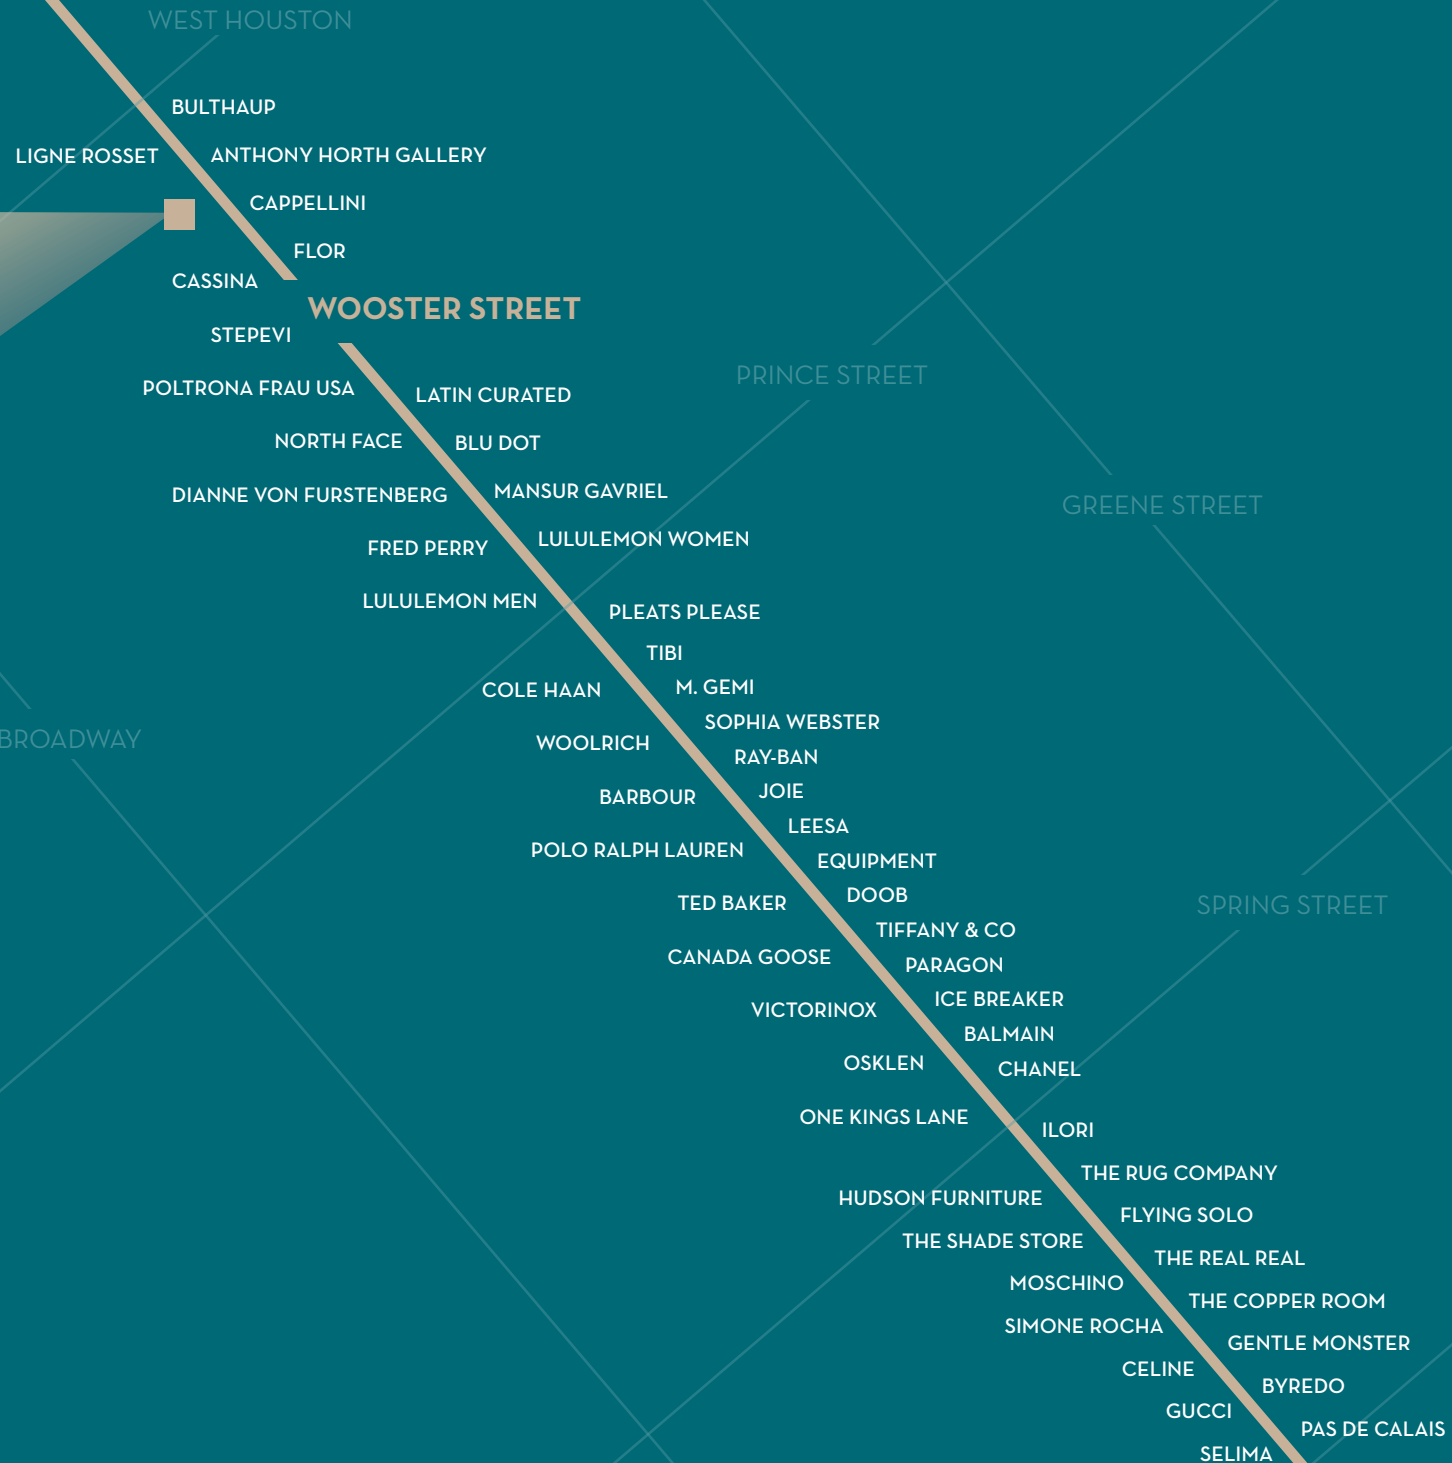 WEST HOUSTON
BULTHAUP
LIGNE ROSSET
ANTHONY HORTH GALLERY
CAPPELLINI
FLOR
CASSINA
WOOSTER STREET
STEPEVI
PRINCE STREET
POLTRONA FRAU USA
LATIN CURATED
NORTH FACE
BLU DOT
DIANNE VON FURSTENBERG
MANSUR GAVRIEL
GREENE STREET
FRED PERRY
LULULEMON WOMEN
LULULEMON MEN
PLEATS PLEASE
TIBI
COLE HAAN
M. GEMI
SOPHIA WEBSTER
BROADWAY
WOOLRICH
RAY-BAN
BARBOUR
JOIE
LEESA
POLO RALPH LAUREN
EQUIPMENT
TED BAKER
DOOB
SPRING STREET
TIFFANY & CO
CANADA GOOSE
PARAGON
ICE BREAKER
VICTORINOX
BALMAIN
OSKLEN
CHANEL
ONE KINGS LANE
ILORI
THE RUG COMPANY
HUDSON FURNITURE
FLYING SOLO
THE SHADE STORE
THE REAL REAL
MOSCHINO
THE COPPER ROOM
SIMONE ROCHA
GENTLE MONSTER
CELINE
BYREDO
GUCCI
PAS DE CALAIS
SELIMA